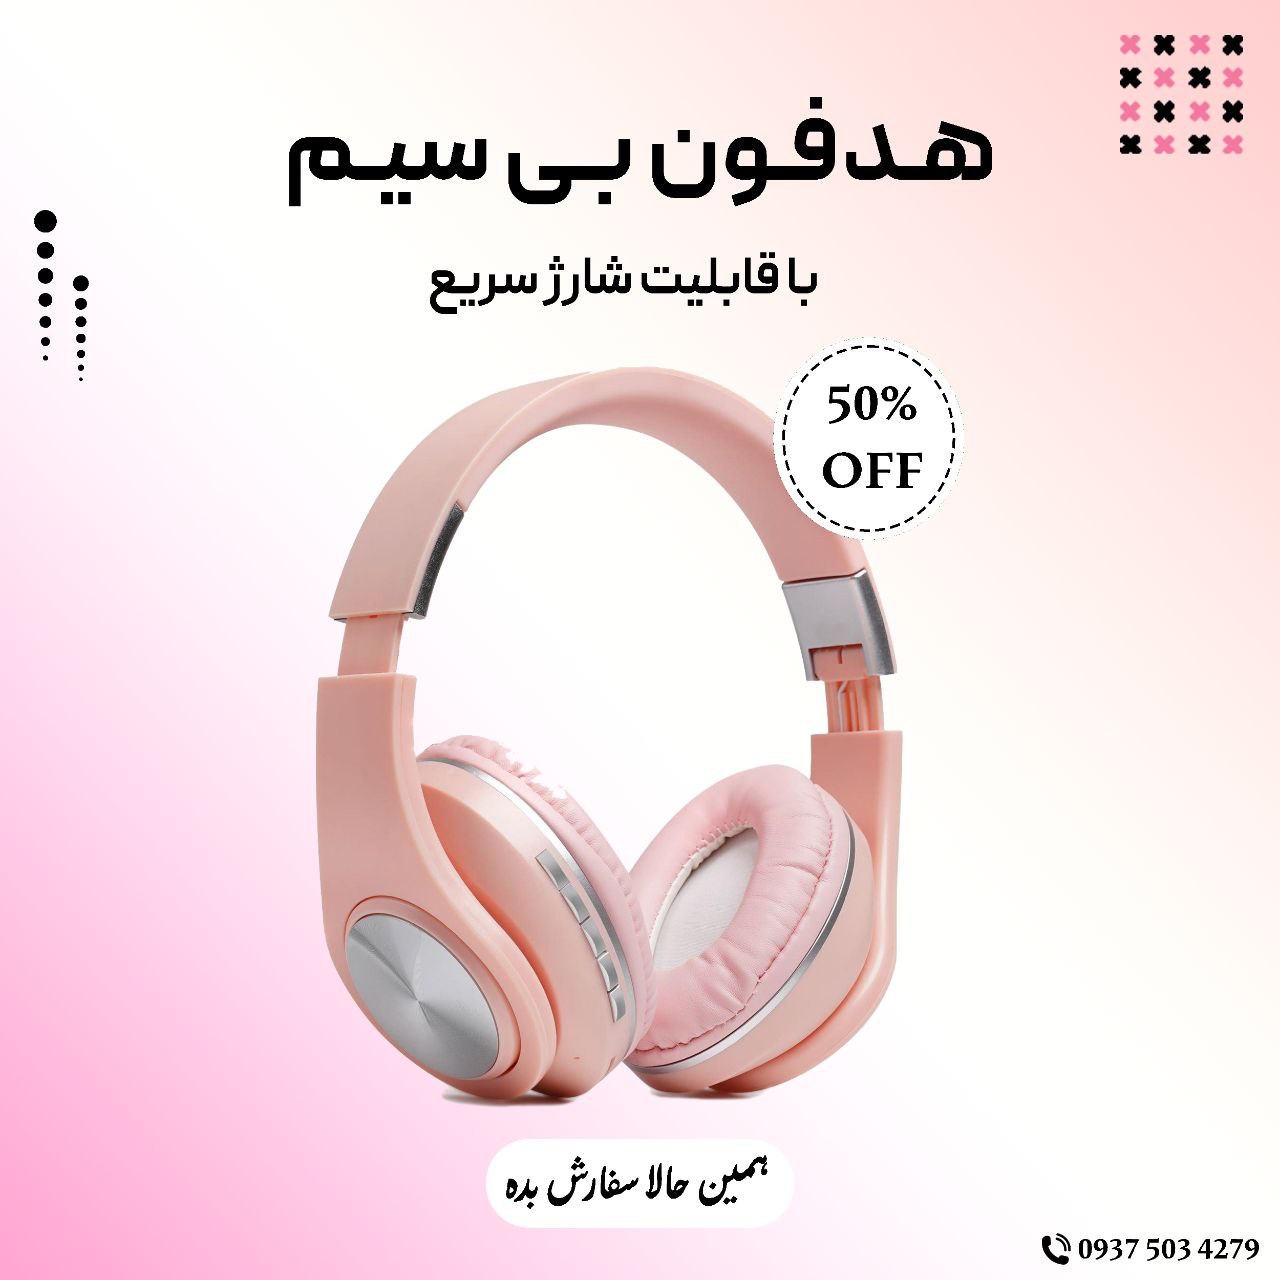 هدفون بی سیم
با قابلیت شارژ سریع
50%
OFF
همین حالا سفارش بده
0937 503 4279